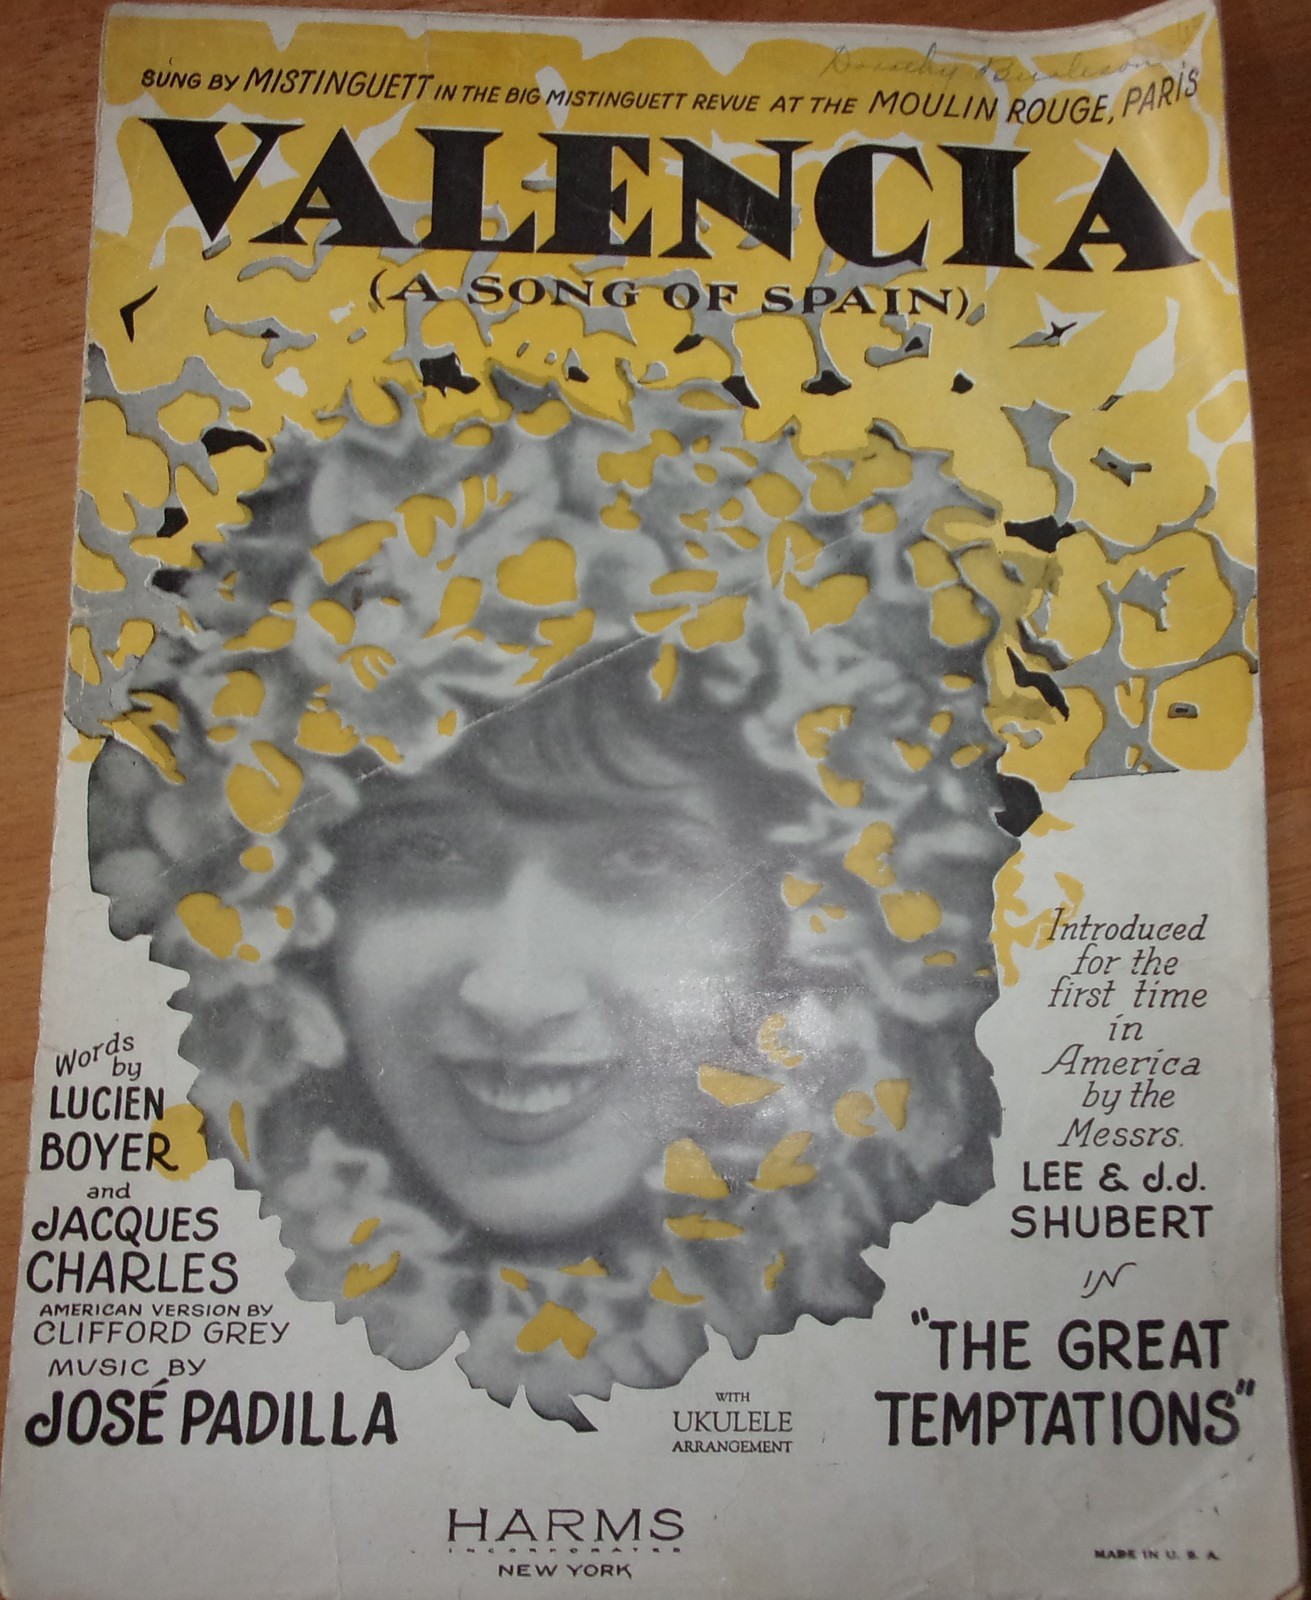 Dorothy Burleson
SUNG BY MISTINGUETT IN THE BIG MISTINGUETT REVUE AT THE MOULIN ROUGE, PARIS
VALENCIA
(A SONG OF SPAIN)
Introduced
for the
first time
in
America
by the
Messrs.
LEE & J.J.
SHUBERT
IN
"THE GREAT
TEMPTATIONS"
Words
by
LUCIEN
BOYER
and
JACQUES
CHARLES
AMERICAN VERSION BY
CLIFFORD GREY
MUSIC BY
JOSÉ PADILLA
WITH
UKULELE
ARRANGEMENT
HARMS
INCORPORATED
NEW YORK
MADE IN U. S. A.